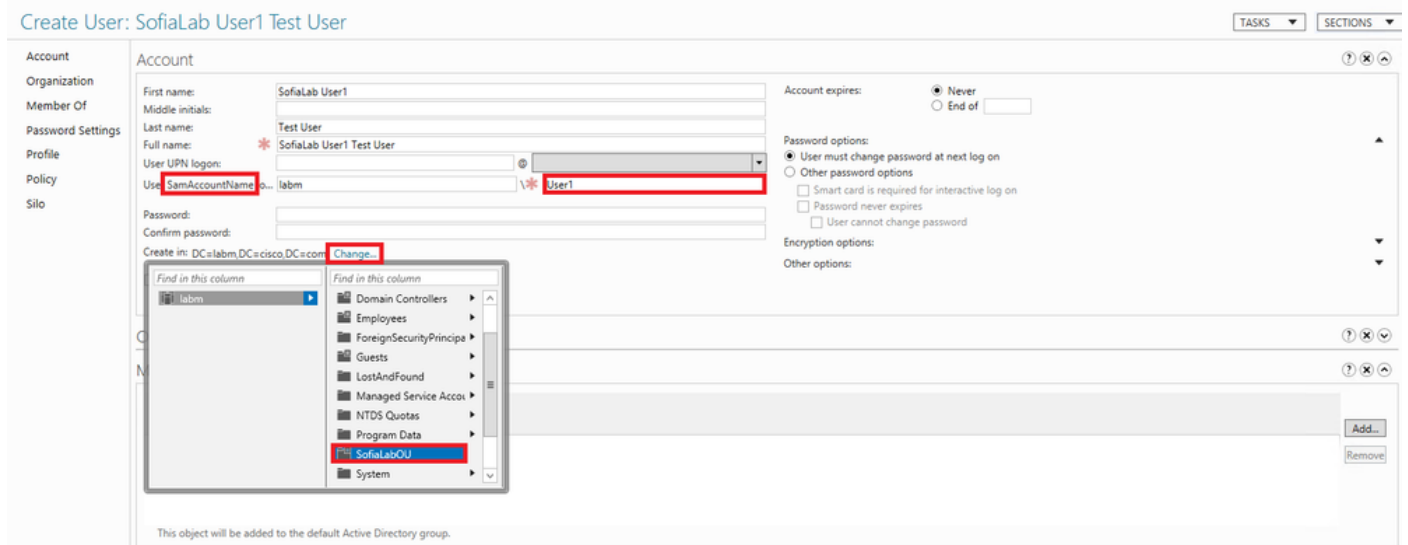 Create User: SofiaLab User1 Test User
TASKS
SECTIONS
Account
Organization
Member Of
Password Settings
Profile
Policy
Silo
Account
First name: SofiaLab User1
Middle initials:
Last name: Test User
Full name: * SofiaLab User1 Test User
User UPN logon: @
Use SamAccountName o... labm \* User1
Password:
Confirm password:
Create in: DC=labm,DC=cisco,DC=com Change...
Find in this column
labm
Find in this column
Domain Controllers
Employees
ForeignSecurityPrincipa
Guests
LostAndFound
Managed Service Accou
NTDS Quotas
Program Data
SofiaLabOU
System
Account expires: Never
End of
Password options:
User must change password at next log on
Other password options
Smart card is required for interactive log on
Password never expires
User cannot change password
Encryption options:
Other options:
O
M
Add...
Remove
This object will be added to the default Active Directory group.